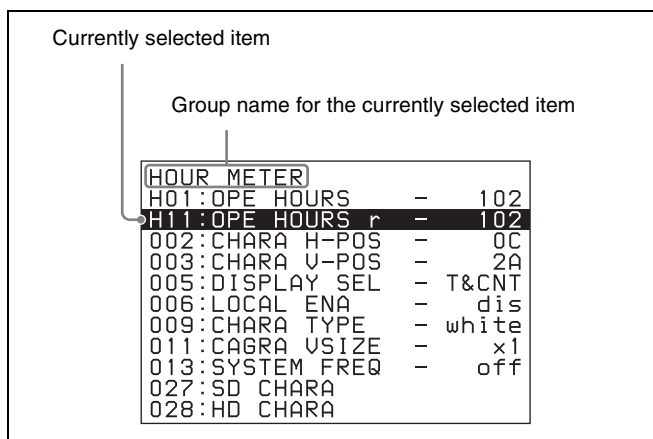 Currently selected item
Group name for the currently selected item
HOUR METER
H01:OPE HOURS – 102
H11:OPE HOURS r – 102
002:CHARA H-POS – 0C
003:CHARA V-POS – 2A
005:DISPLAY SEL – T&CNT
006:LOCAL ENA – dis
009:CHARA TYPE – white
011:CAGRA VSIZE – ×1
013:SYSTEM FREQ – off
027:SD CHARA
028:HD CHARA